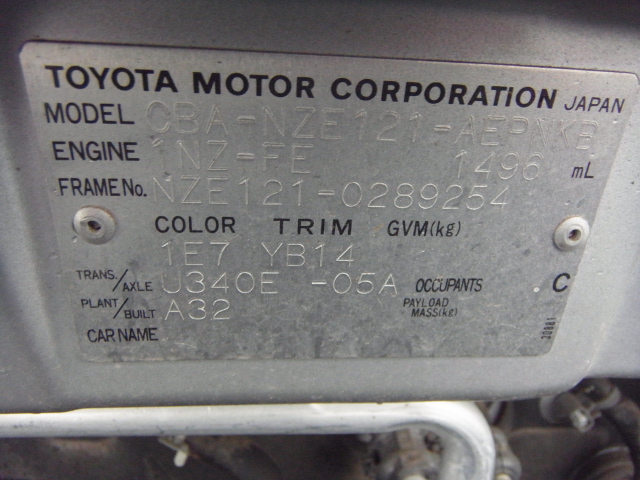 TOYOTA MOTOR CORPORATION JAPAN
MODEL CBA-NZE121-AEPXKB
ENGINE 1NZ-FE 1496 mL
FRAME No. NZE121-0289254
COLOR TRIM GVM(kg)
1E7 YB14
TRANS./AXLE U340E -05A OCCUPANTS C
PLANT/BUILT A32 PAYLOAD MASS(kg)
CAR NAME